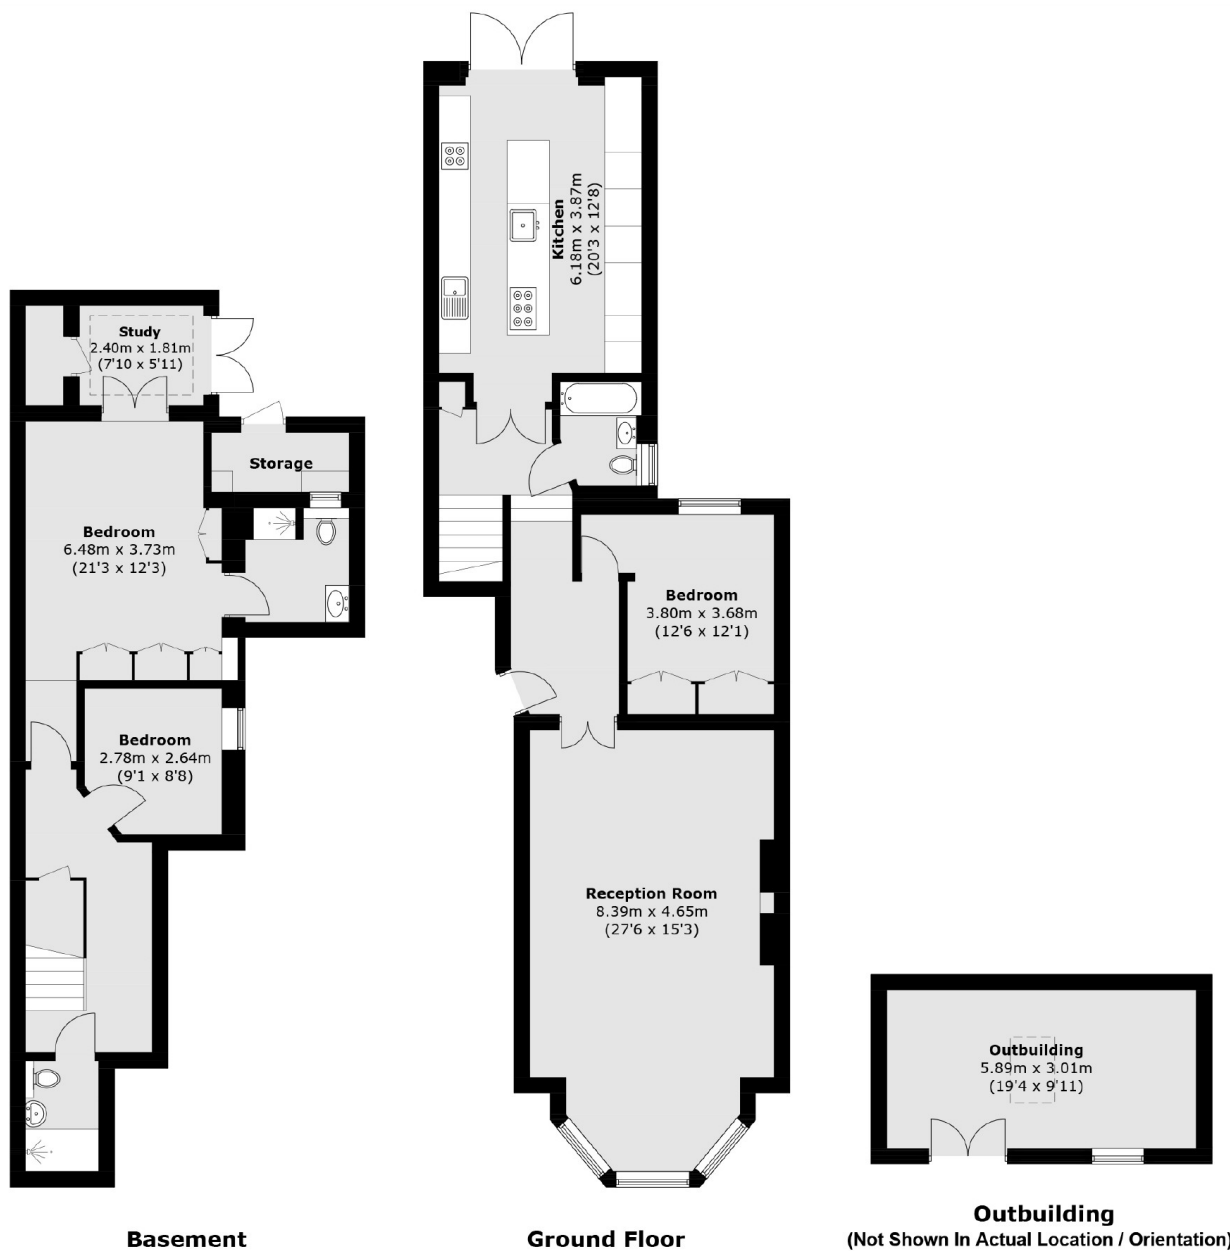 Kitchen
6.18m x 3.87m
(20'3 x 12'8)
Study
2.40m x 1.81m
(7'10 x 5'11)
Storage
Bedroom
6.48m x 3.73m
(21'3 x 12'3)
Bedroom
3.80m x 3.68m
(12'6 x 12'1)
Bedroom
2.78m x 2.64m
(9'1 x 8'8)
Reception Room
8.39m x 4.65m
(27'6 x 15'3)
Outbuilding
5.89m x 3.01m
(19'4 x 9'11)
Basement
Ground Floor
Outbuilding
(Not Shown In Actual Location / Orientation)